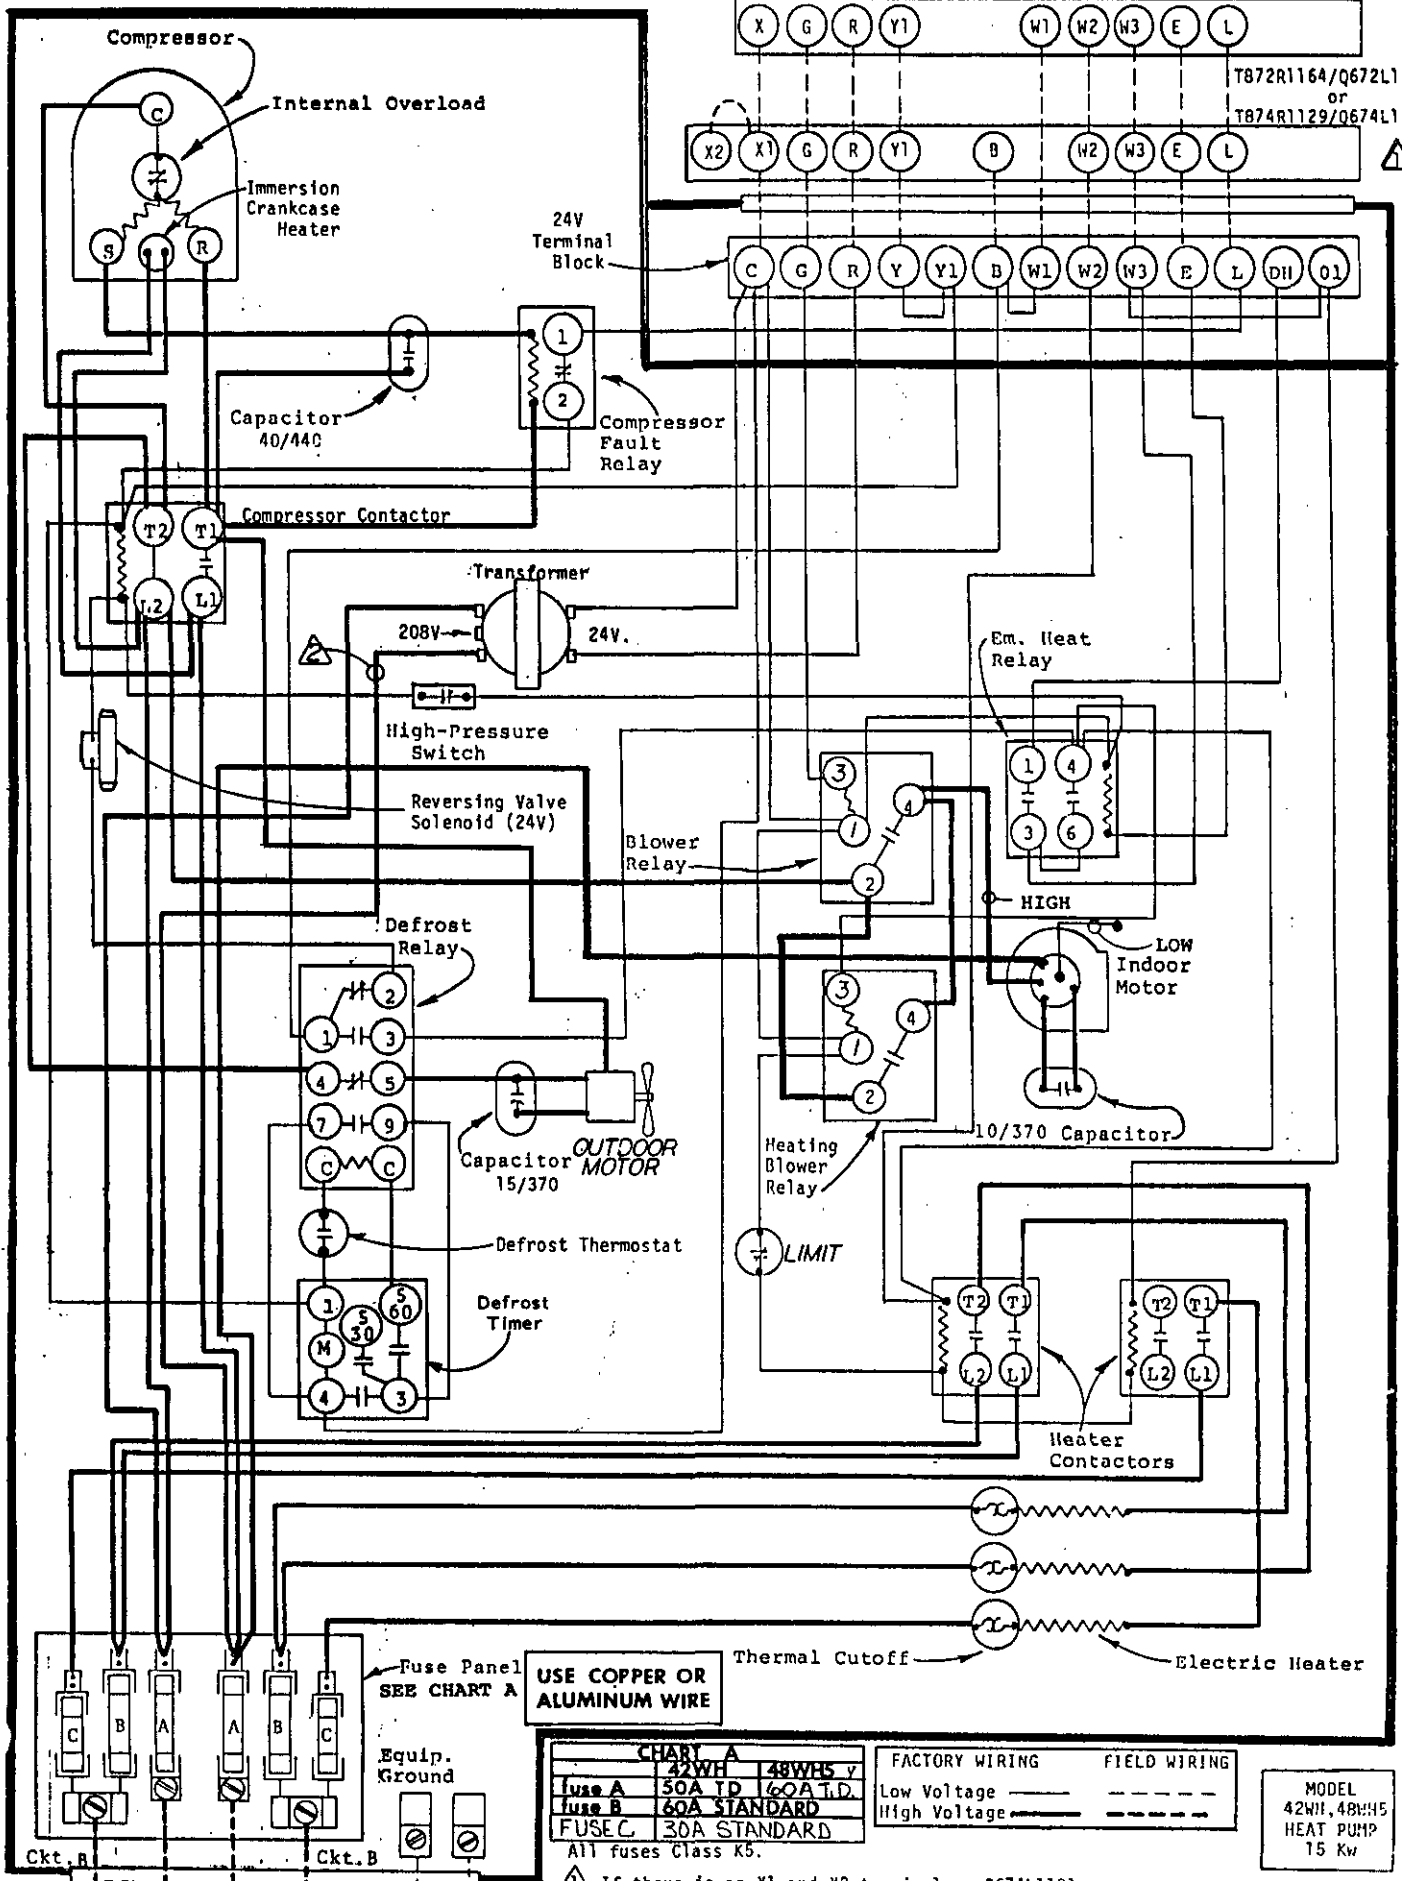 X G R Y1 W1 W2 W3 E L
T872R1164/Q672L1
or
T874R1129/Q674L1
X2 X1 G R Y1 B W2 W3 E L
1
24V
Terminal
Block
C G R Y Y1 B W1 W2 W3 E L DH 01
Compressor
C
Internal Overload
Immersion
Crankcase
Heater
S R
Capacitor
40/440
1
2
Compressor
Fault
Relay
Compressor Contactor
T2 T1
L2 L1
Transformer
208V
24V.
2
High-Pressure
Switch
Reversing Valve
Solenoid (24V)
Em. Heat
Relay
1 4
3 6
Blower
Relay
3
4
1
2
HIGH
LOW
Indoor
Motor
Defrost
Relay
2
1 3
4 5
7 9
C C
Capacitor
15/370
OUTDOOR
MOTOR
3
4
1
2
Heating
Blower
Relay
10/370 Capacitor
LIMIT
Defrost Thermostat
Defrost
Timer
1
S
30
S
60
M
4 3
T2 T1
L2 L1
T2 T1
L2 L1
Heater
Contactors
Thermal Cutoff
Electric Heater
Fuse Panel
SEE CHART A
C B A A B C
USE COPPER OR
ALUMINUM WIRE
Equip.
Ground
Ckt.B
Ckt.B
CHART A
42WH 48WH5
fuse A 50A TD 60A T.D.
fuse B 60A STANDARD
FUSE C 30A STANDARD
All fuses Class K5.
FACTORY WIRING FIELD WIRING
Low Voltage
High Voltage
MODEL
42WH,48WH5
HEAT PUMP
15 Kw